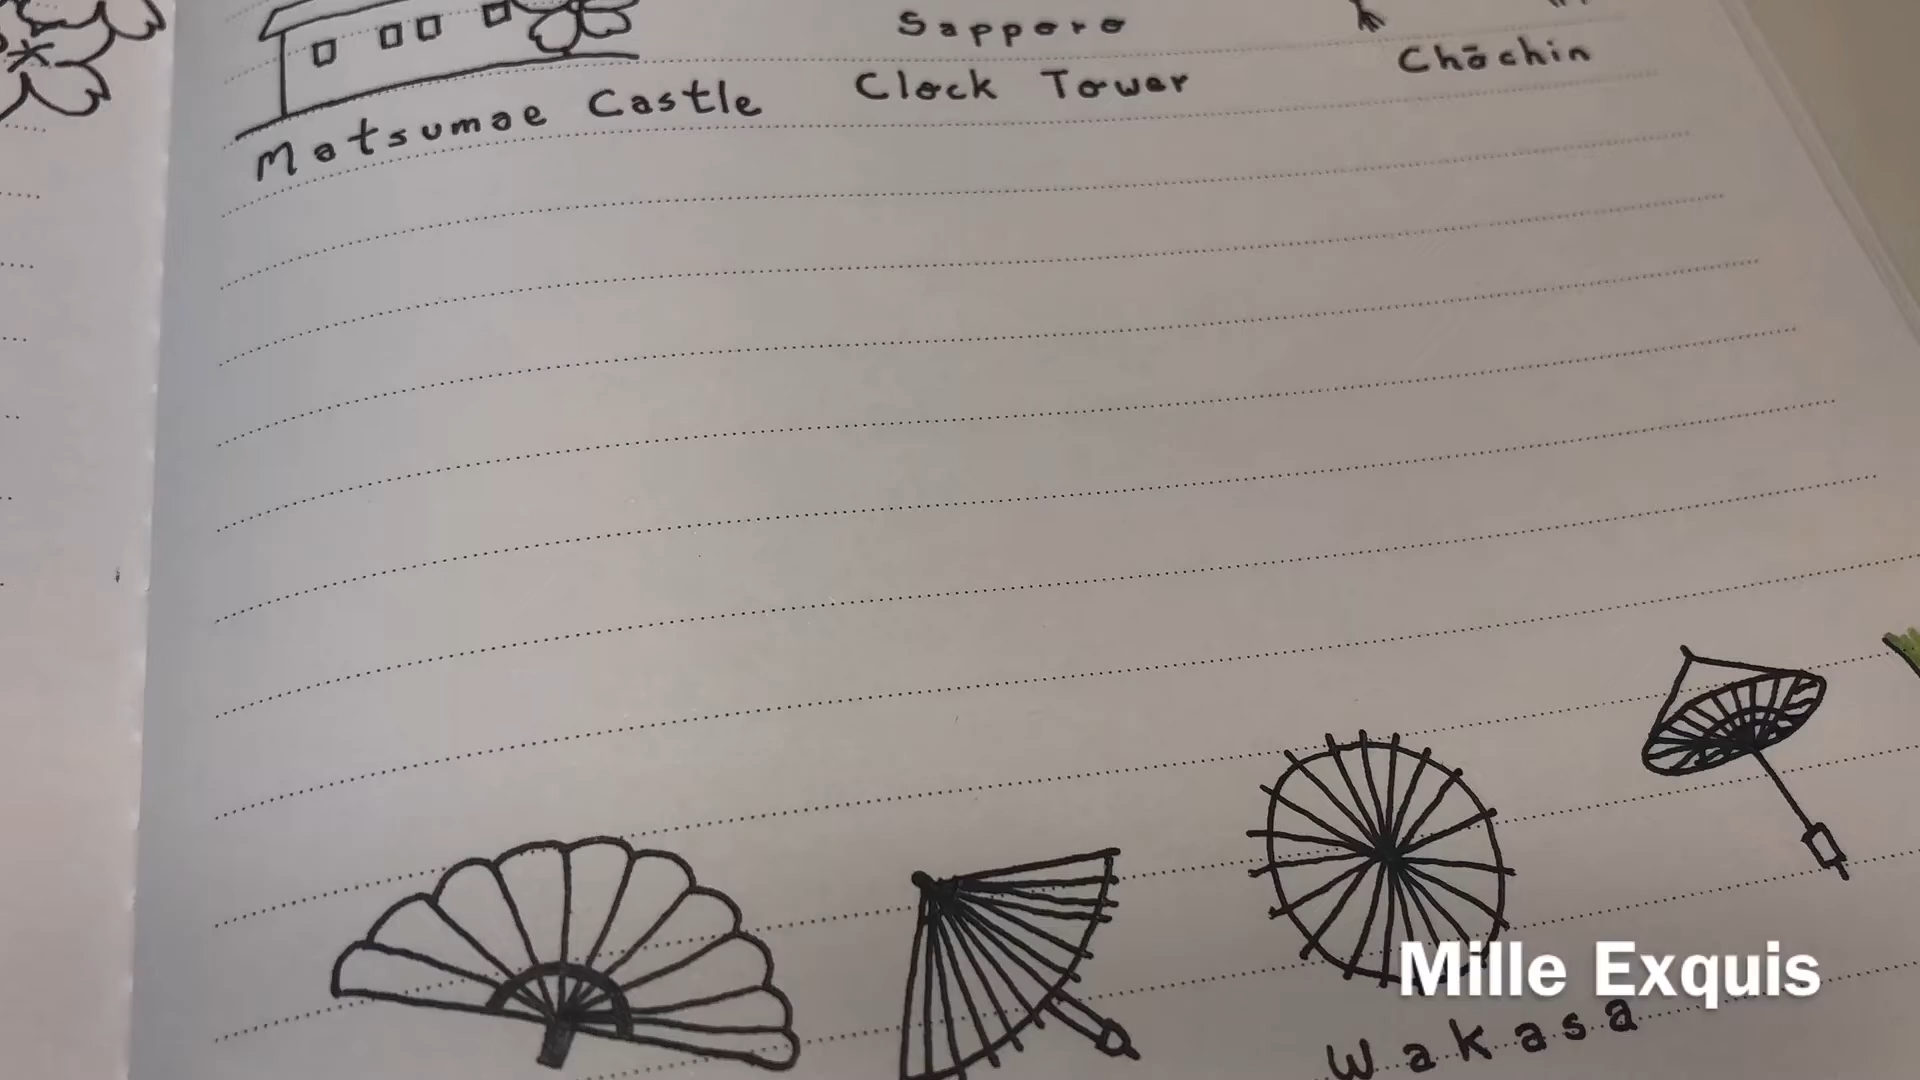 Sapporo
Clock Tower
Chōchin
Matsumae Castle
Mille Exquis
Wakasa